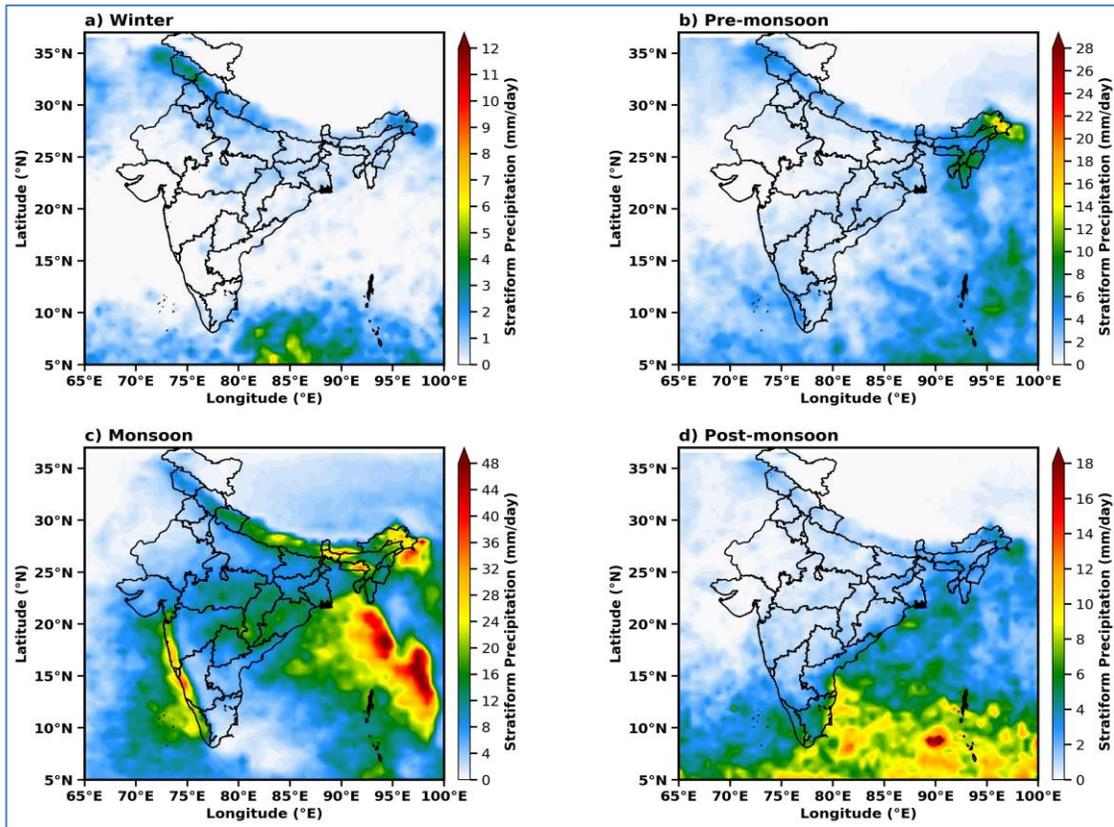 a) Winter
35°N
30°N
25°N
20°N
15°N
10°N
5°N
Latitude (°N)
65°E 70°E 75°E 80°E 85°E 90°E 95°E 100°E
Longitude (°E)
12
11
10
9
8
7
6
5
4
3
2
1
0
Stratiform Precipitation (mm/day)
b) Pre-monsoon
35°N
30°N
25°N
20°N
15°N
10°N
5°N
Latitude (°N)
65°E 70°E 75°E 80°E 85°E 90°E 95°E 100°E
Longitude (°E)
28
26
24
22
20
18
16
14
12
10
8
6
4
2
0
Stratiform Precipitation (mm/day)
c) Monsoon
35°N
30°N
25°N
20°N
15°N
10°N
5°N
Latitude (°N)
65°E 70°E 75°E 80°E 85°E 90°E 95°E 100°E
Longitude (°E)
48
44
40
36
32
28
24
20
16
12
8
4
0
Stratiform Precipitation (mm/day)
d) Post-monsoon
35°N
30°N
25°N
20°N
15°N
10°N
5°N
Latitude (°N)
65°E 70°E 75°E 80°E 85°E 90°E 95°E 100°E
Longitude (°E)
18
16
14
12
10
8
6
4
2
0
Stratiform Precipitation (mm/day)